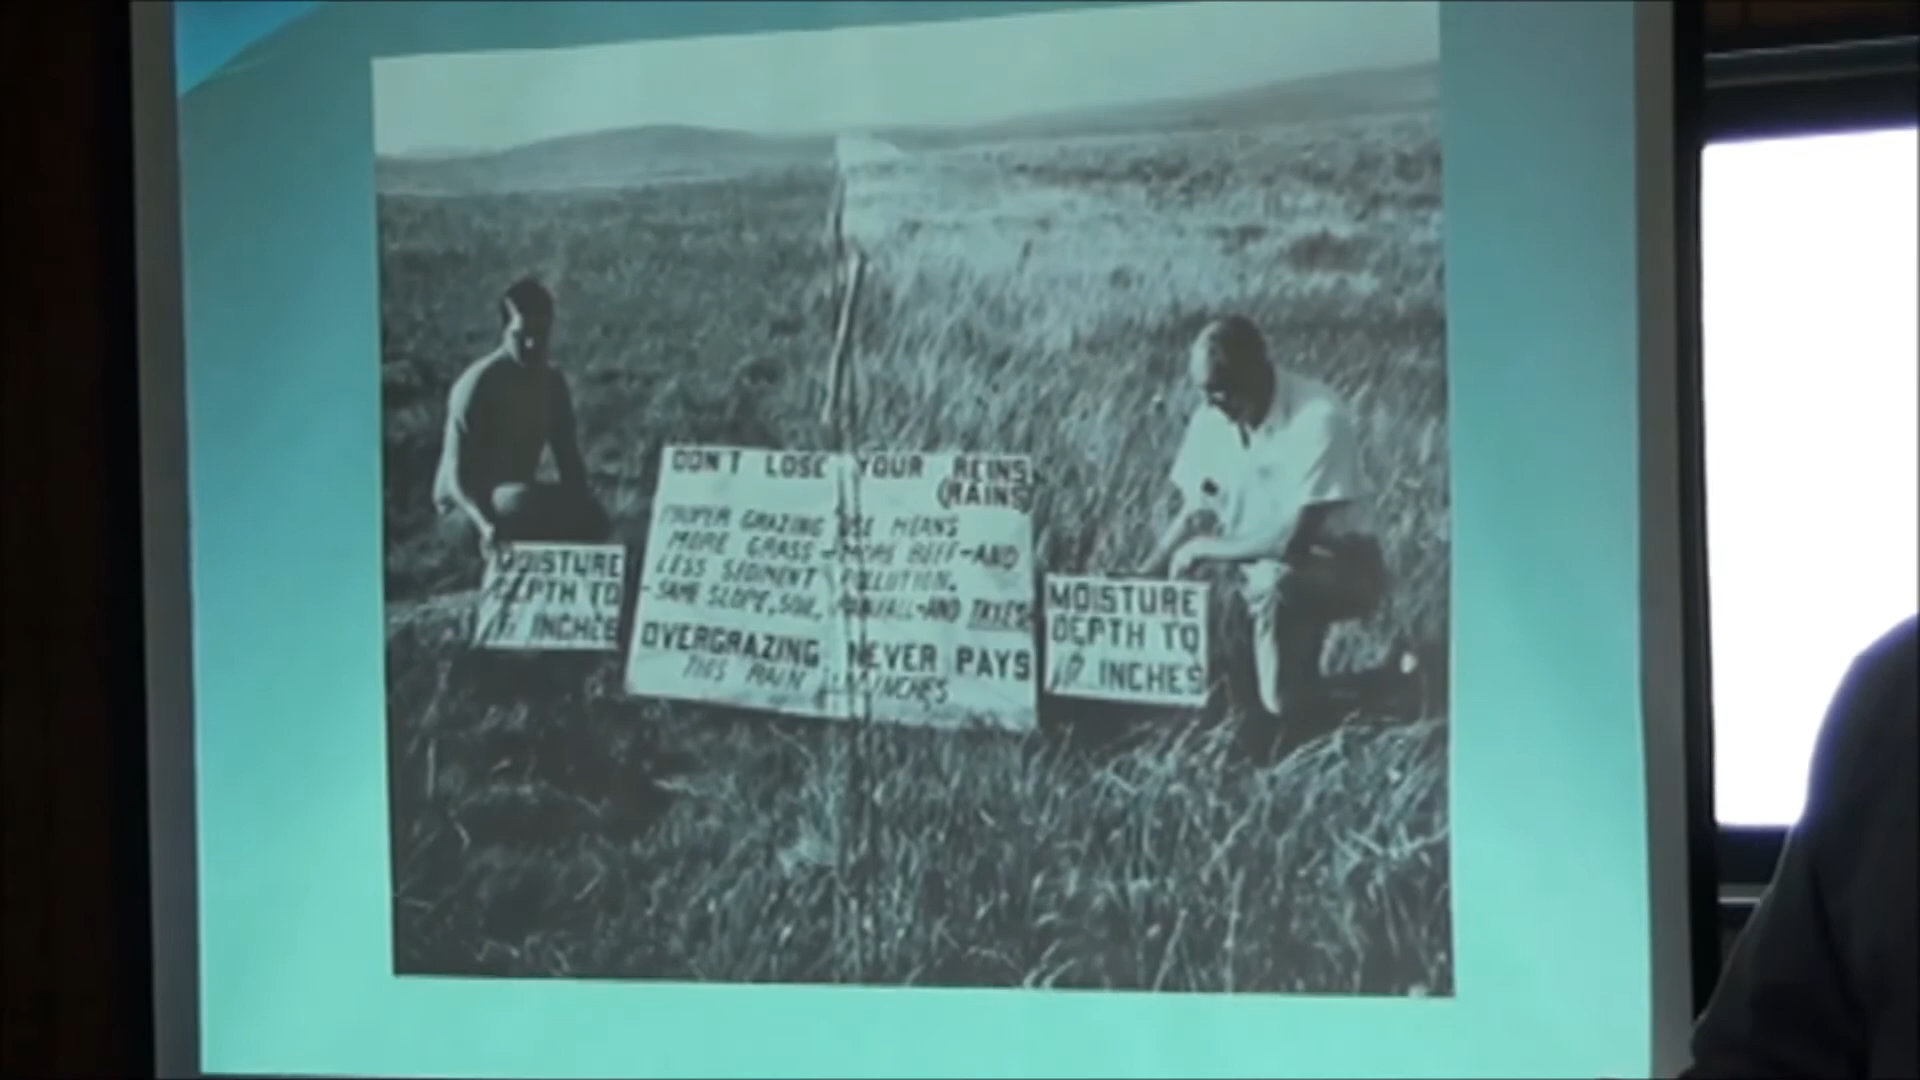 DON'T LOSE YOUR REINS
(RAINS)
PROPER GRAZING USE MEANS
MORE GRASS - MORE BEEF - AND
LESS SEDIMENT POLLUTION.
- SAME SLOPE, SOIL, RAINFALL - AND TAXES
OVERGRAZING NEVER PAYS
THIS RAIN INCHES
MOISTURE
DEPTH TO
INCHES
MOISTURE
DEPTH TO
INCHES